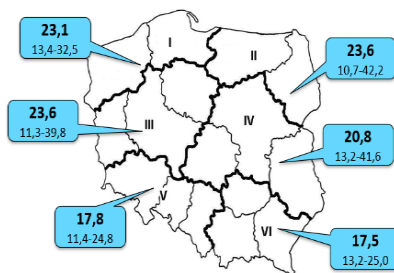 23,1
13,4-32,5
I
II
23,6
10,7-42,2
23,6
11,3-39,8
III
IV
20,8
13,2-41,6
17,8
11,4-24,8
V
VI
17,5
13,2-25,0